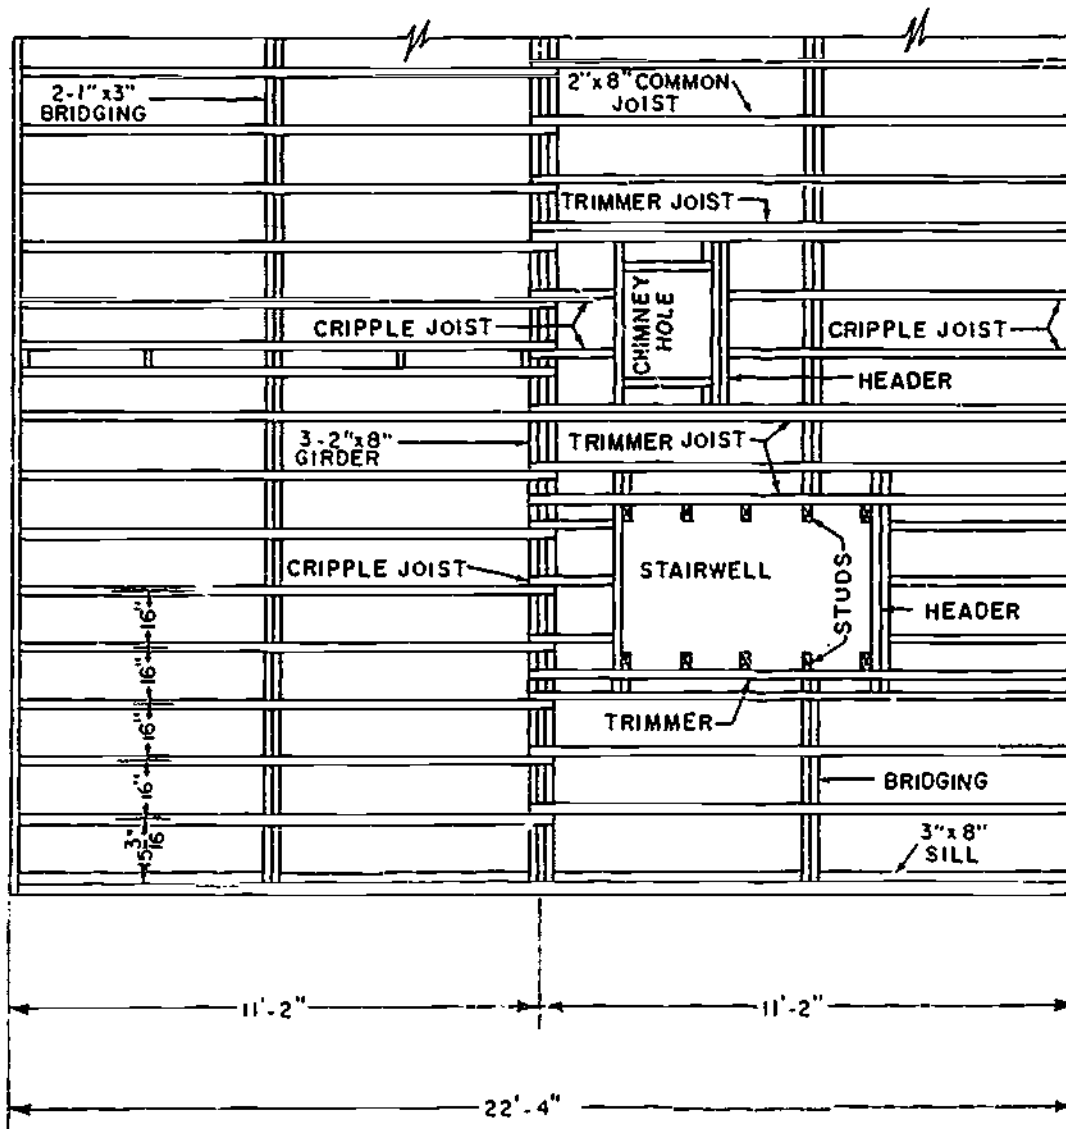 2-1"x3"
BRIDGING
2"x8" COMMON
JOIST
TRIMMER JOIST
CHIMNEY
HOLE
CRIPPLE JOIST
CRIPPLE JOIST
HEADER
3-2"x8"
GIRDER
TRIMMER JOIST
CRIPPLE JOIST
STAIRWELL
STUDS
HEADER
16"
16"
16"
16"
TRIMMER
BRIDGING
3"x8"
SILL
11'-2"
11'-2"
22'-4"